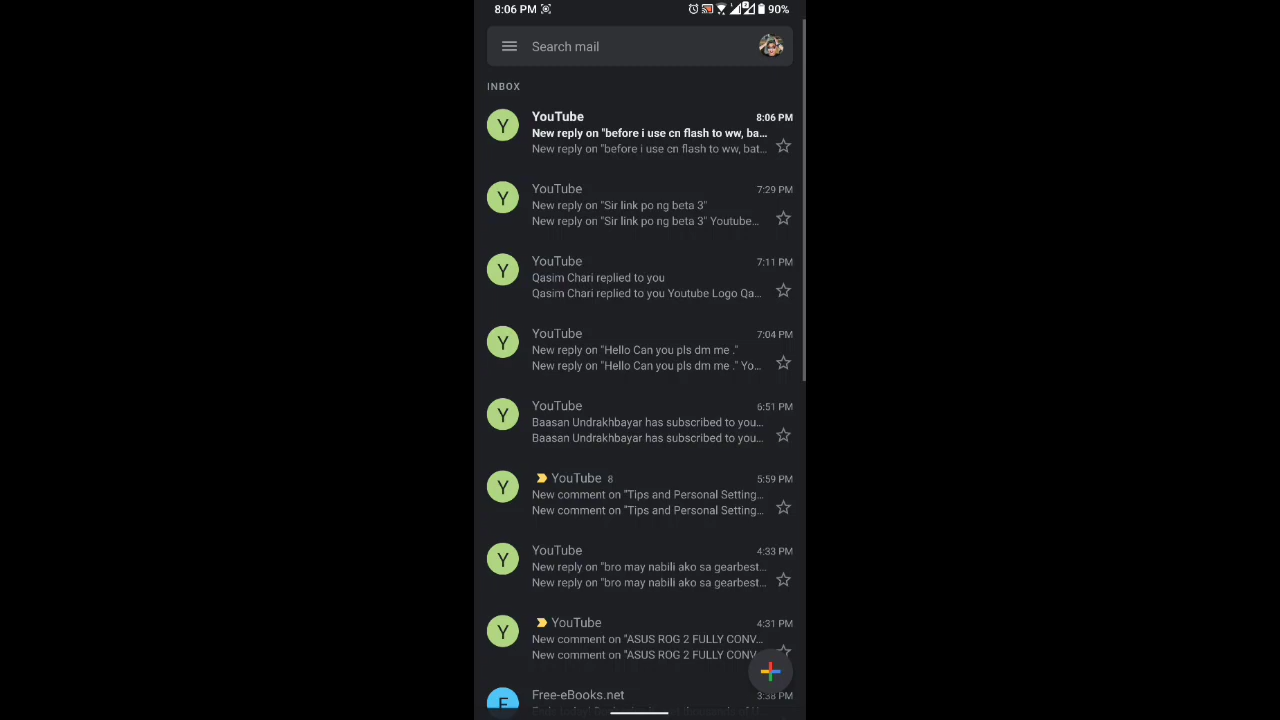 8:06 PM 90%
Search mail
INBOX
Y YouTube 8:06 PM
New reply on "before i use cn flash to ww, ba...
New reply on "before i use cn flash to ww, bat...
Y YouTube 7:29 PM
New reply on "Sir link po ng beta 3"
New reply on "Sir link po ng beta 3" Youtube...
Y YouTube 7:11 PM
Qasim Chari replied to you
Qasim Chari replied to you Youtube Logo Qa...
Y YouTube 7:04 PM
New reply on "Hello Can you pls dm me ."
New reply on "Hello Can you pls dm me ." Yo...
Y YouTube 6:51 PM
Baasan Undrakhbayar has subscribed to you...
Baasan Undrakhbayar has subscribed to you...
Y YouTube 8 5:59 PM
New comment on "Tips and Personal Setting...
New comment on "Tips and Personal Setting...
Y YouTube 4:33 PM
New reply on "bro may nabili ako sa gearbest...
New reply on "bro may nabili ako sa gearbest...
Y YouTube 4:31 PM
New comment on "ASUS ROG 2 FULLY CONV...
New comment on "ASUS ROG 2 FULLY CONV...
F Free-eBooks.net 3:38 PM